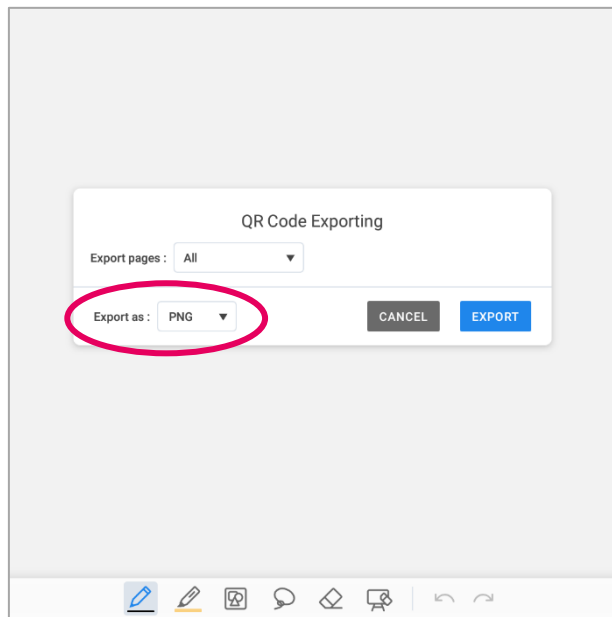 QR Code Exporting
Export pages : All
Export as : PNG CANCEL EXPORT